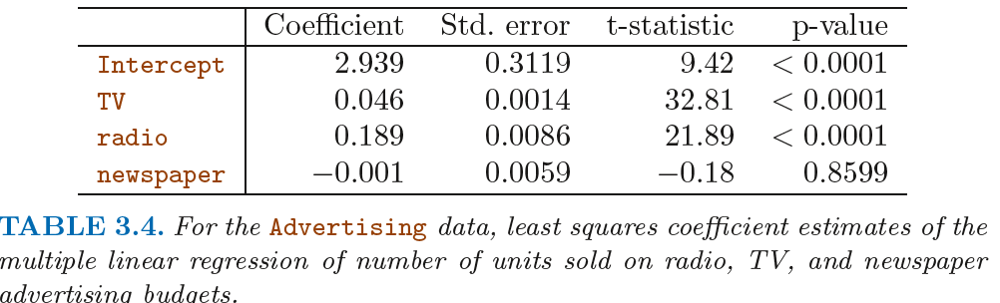 Coefficient Std. error t-statistic p-value
Intercept 2.939 0.3119 9.42 < 0.0001
TV 0.046 0.0014 32.81 < 0.0001
radio 0.189 0.0086 21.89 < 0.0001
newspaper −0.001 0.0059 −0.18 0.8599
TABLE 3.4. For the Advertising data, least squares coefficient estimates of the
multiple linear regression of number of units sold on radio, TV, and newspaper
advertising budgets.